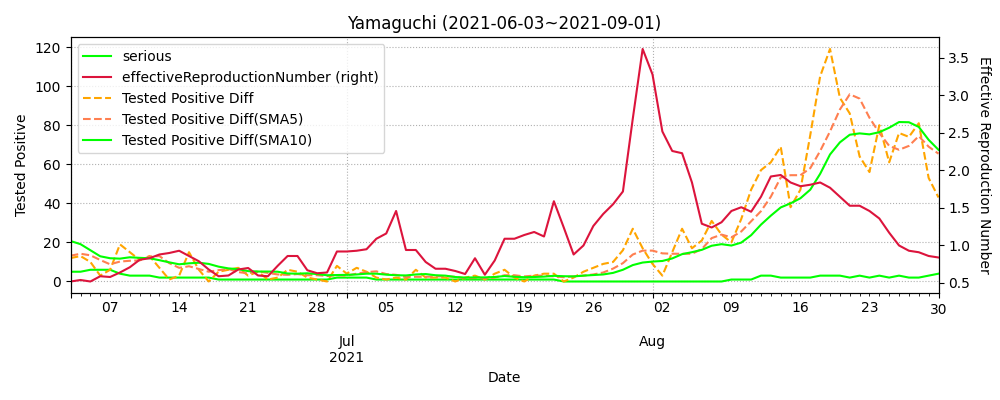 Yamaguchi (2021-06-03~2021-09-01)
serious
effectiveReproductionNumber (right)
Tested Positive Diff
Tested Positive Diff(SMA5)
Tested Positive Diff(SMA10)
Tested Positive
120
100
80
60
40
20
0
Effective Reproduction Number
3.5
3.0
2.5
2.0
1.5
1.0
0.5
07 14 21 28 05 12 19 26 02 09 16 23 30
Jul Aug
2021
Date